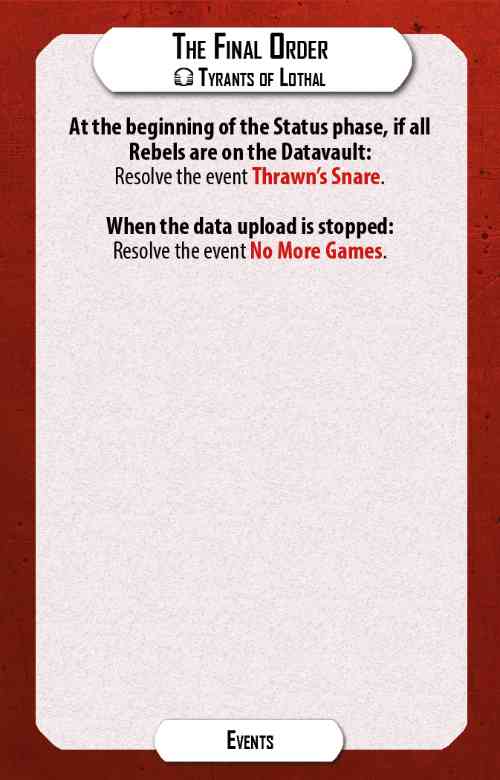 The Final Order
Tyrants of Lothal
At the beginning of the Status phase, if all
Rebels are on the Datavault:
Resolve the event Thrawn's Snare.
When the data upload is stopped:
Resolve the event No More Games.
Events